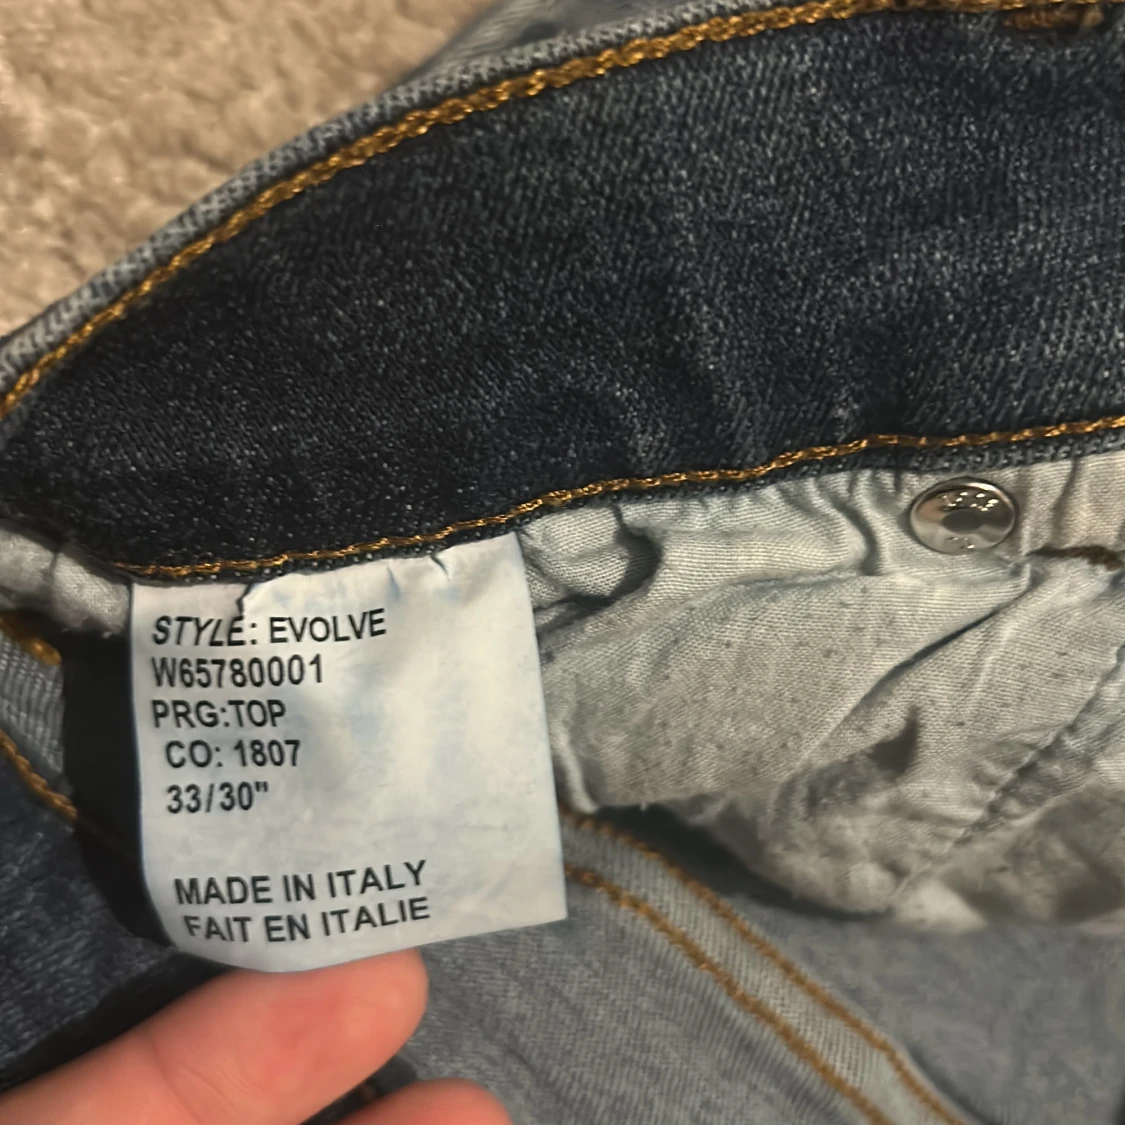 STYLE: EVOLVE
W65780001
PRG:TOP
CO: 1807
33/30"
MADE IN ITALY
FAIT EN ITALIE